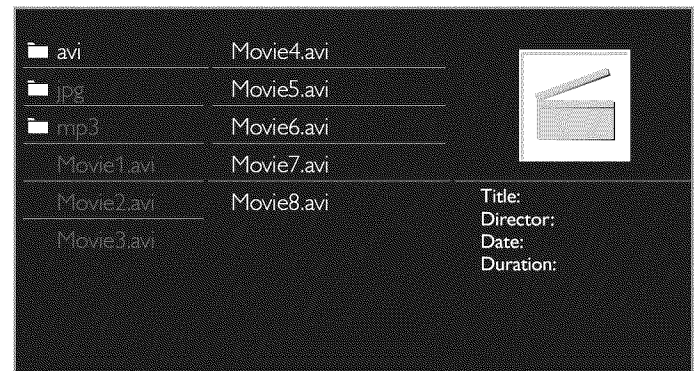 avi
jpg
mp3
Movie1.avi
Movie2.avi
Movie3.avi
Movie4.avi
Movie5.avi
Movie6.avi
Movie7.avi
Movie8.avi
Title:
Director:
Date:
Duration: